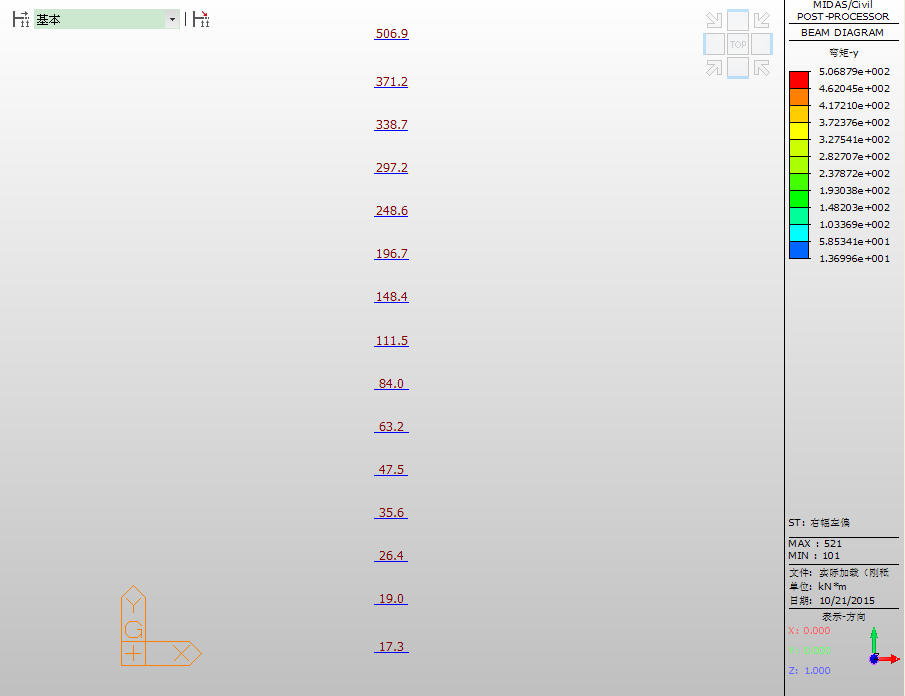 基本
506.9
371.2
338.7
297.2
248.6
196.7
148.4
111.5
84.0
63.2
47.5
35.6
26.4
19.0
17.3
Y
G
X
TOP
MIDAS/Civil
POST-PROCESSOR
BEAM DIAGRAM
弯矩-y
5.06879e+002
4.62045e+002
4.17210e+002
3.72376e+002
3.27541e+002
2.82707e+002
2.37872e+002
1.93038e+002
1.48203e+002
1.03369e+002
5.85341e+001
1.36996e+001
ST: 右幅左偏
MAX : 521
MIN : 101
文件: 实际加载（刚秪
单位: kN*m
日期: 10/21/2015
表示-方向
X: 0.000
Z: 1.000
Z